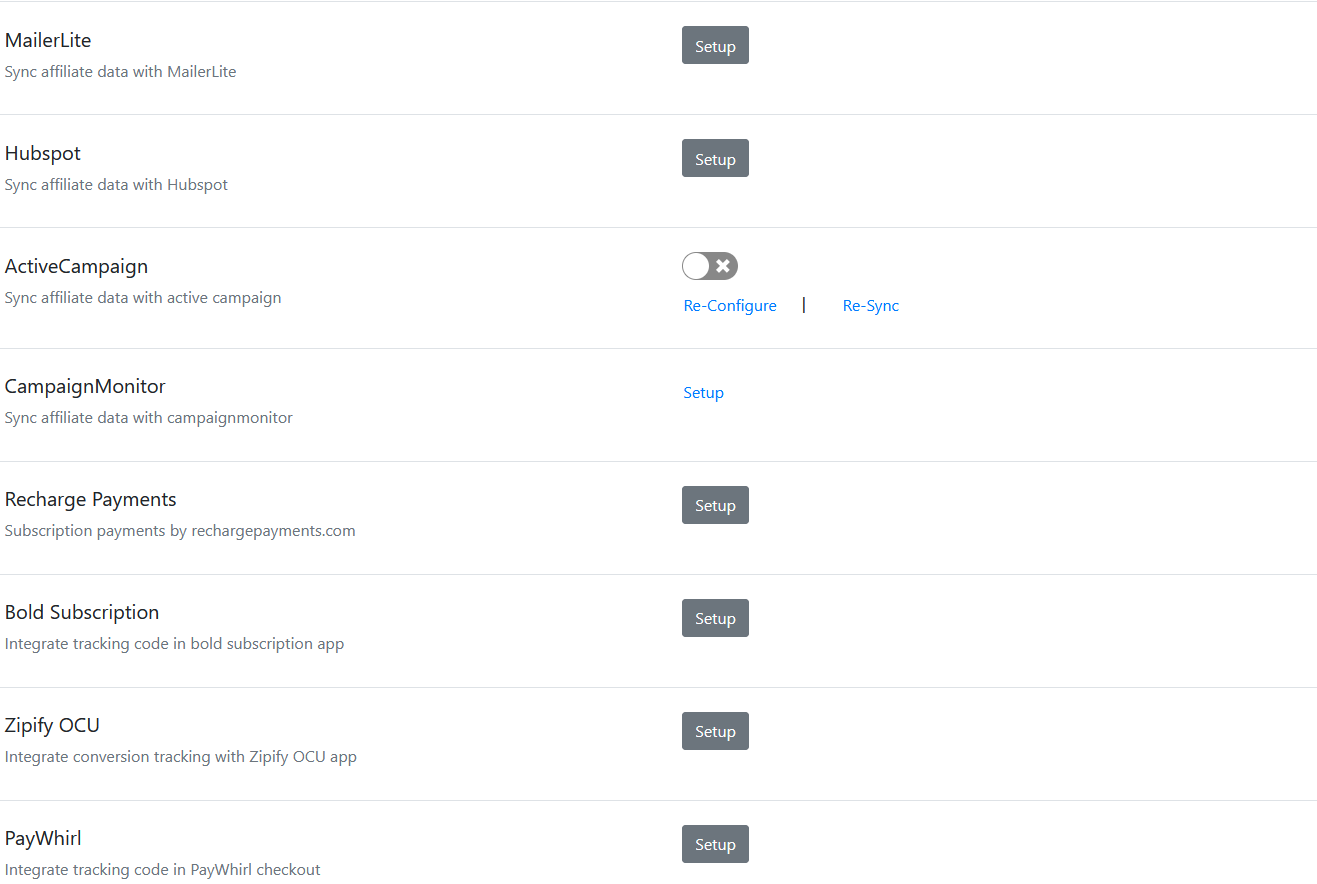 MailerLite
Setup
Sync affiliate data with MailerLite
Hubspot
Setup
Sync affiliate data with Hubspot
ActiveCampaign
Sync affiliate data with active campaign
Re-Configure | Re-Sync
CampaignMonitor
Setup
Sync affiliate data with campaignmonitor
Recharge Payments
Setup
Subscription payments by rechargepayments.com
Bold Subscription
Setup
Integrate tracking code in bold subscription app
Zipify OCU
Setup
Integrate conversion tracking with Zipify OCU app
PayWhirl
Setup
Integrate tracking code in PayWhirl checkout